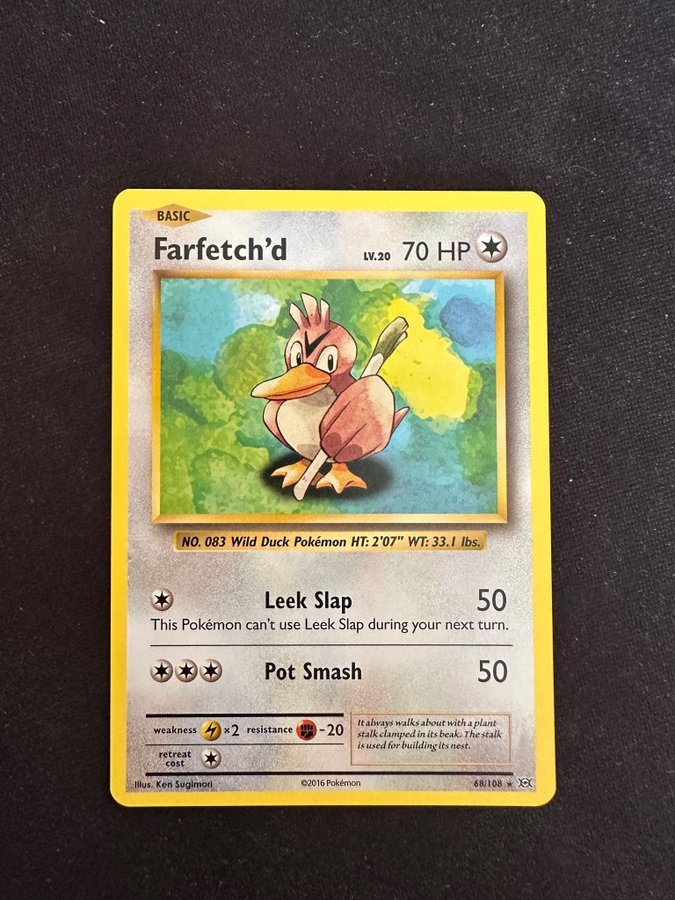 BASIC
Farfetch’d LV.20 70 HP
NO. 083 Wild Duck Pokémon HT: 2'07" WT: 33.1 lbs.
Leek Slap 50
This Pokémon can’t use Leek Slap during your next turn.
Pot Smash 50
weakness ×2 resistance -20
retreat
cost
It always walks about with a plant
stalk clamped in its beak. The stalk
is used for building its nest.
Illus. Ken Sugimori ©2016 Pokémon 68/108 ★